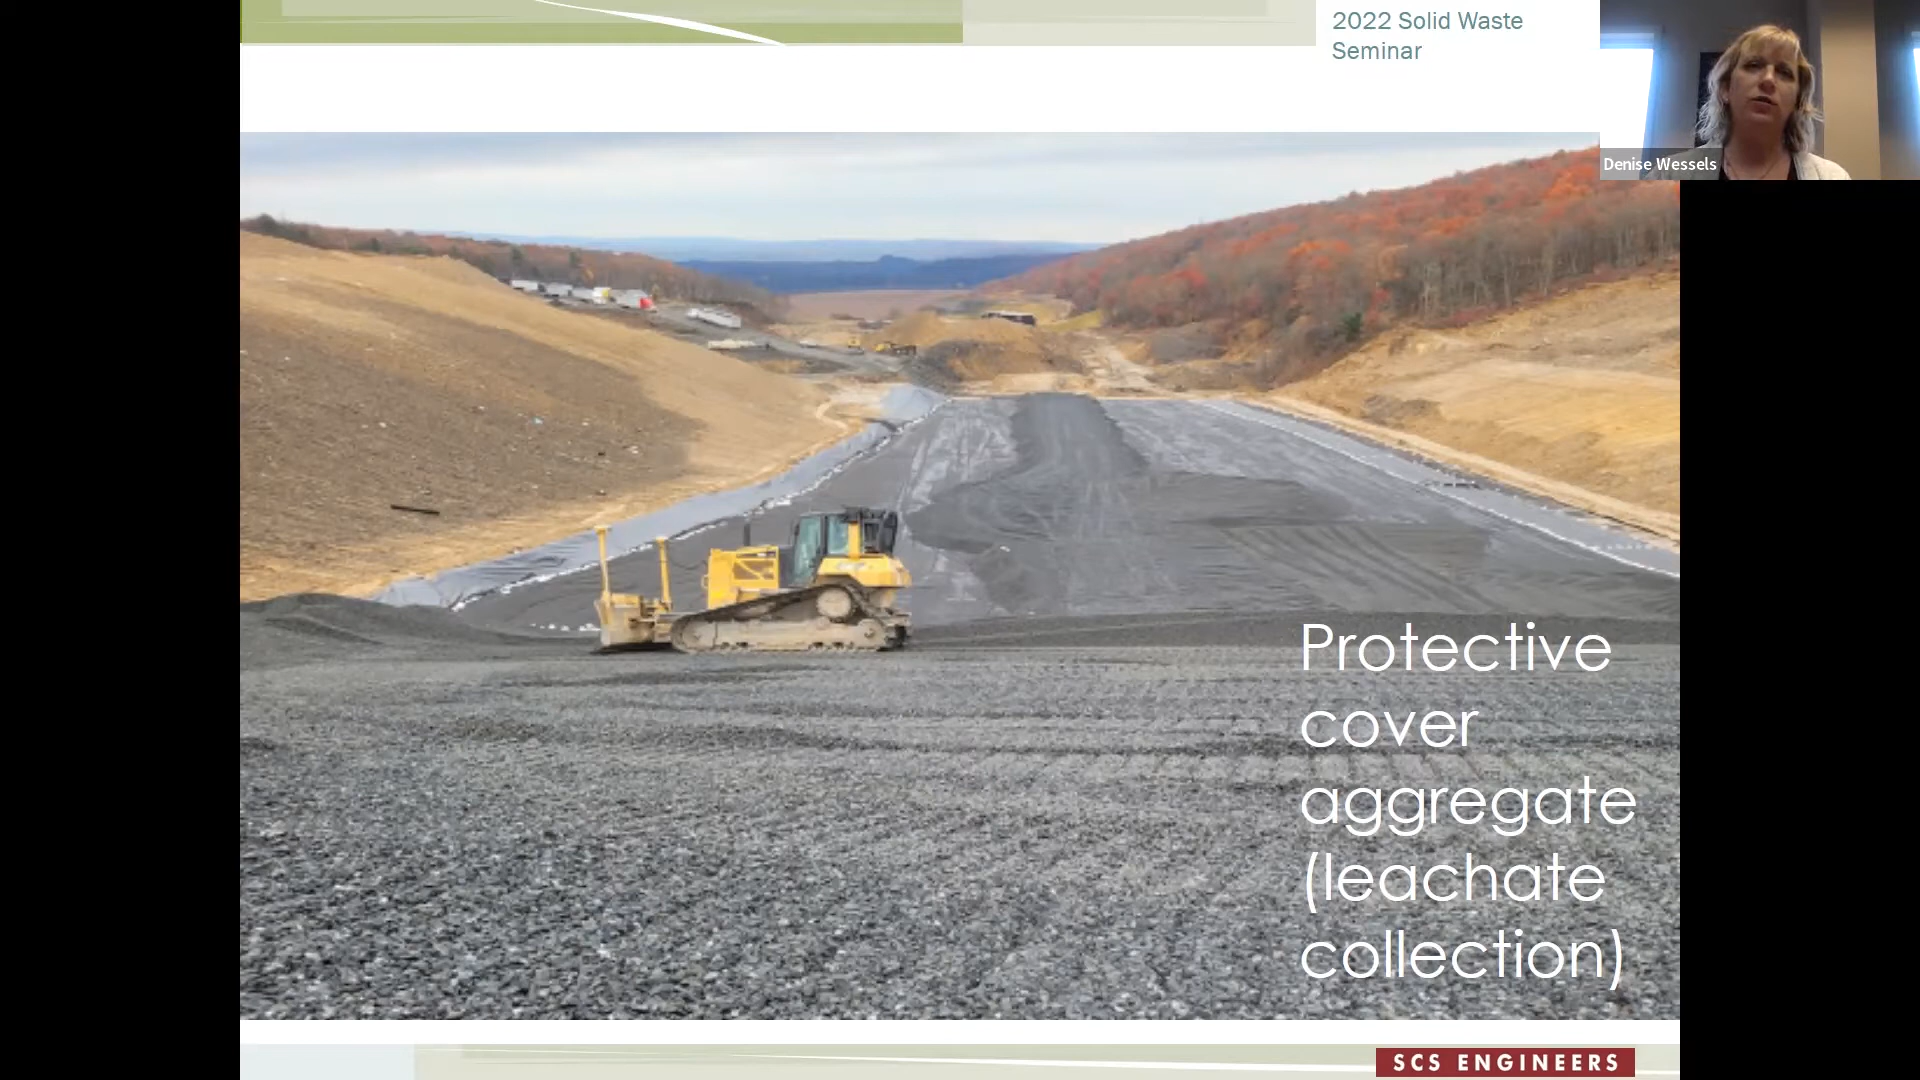 2022 Solid Waste
Seminar
Denise Wessels
Protective
cover
aggregate
(leachate
collection)
SCS ENGINEERS